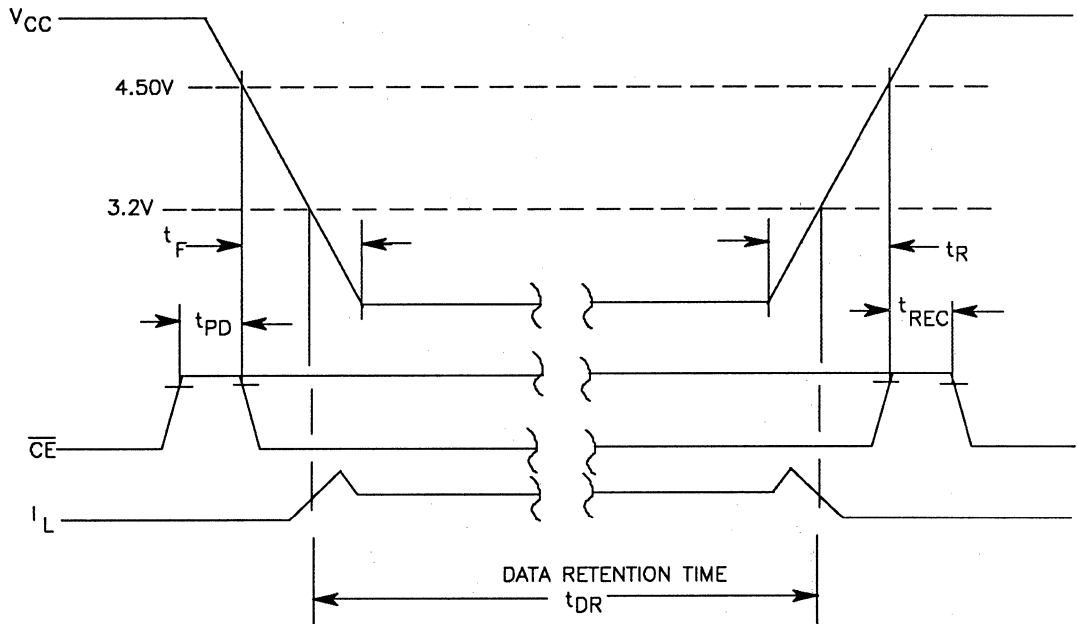 VCC
4.50V
3.2V
tF
tR
tPD
tREC
CE
IL
DATA RETENTION TIME
tDR